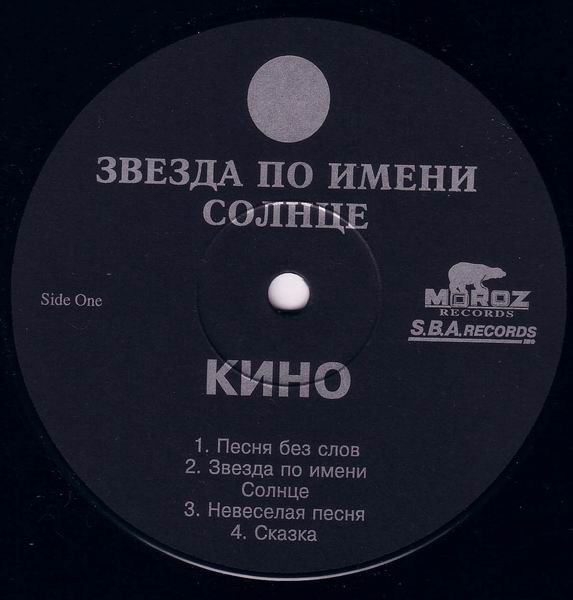 ЗВЕЗДА ПО ИМЕНИ
СОЛНЦЕ
Side One
MOROZ
RECORDS
S.B.A. RECORDS
КИНО
1. Песня без слов
2. Звезда по имени
Солнце
3. Невеселая песня
4. Сказка